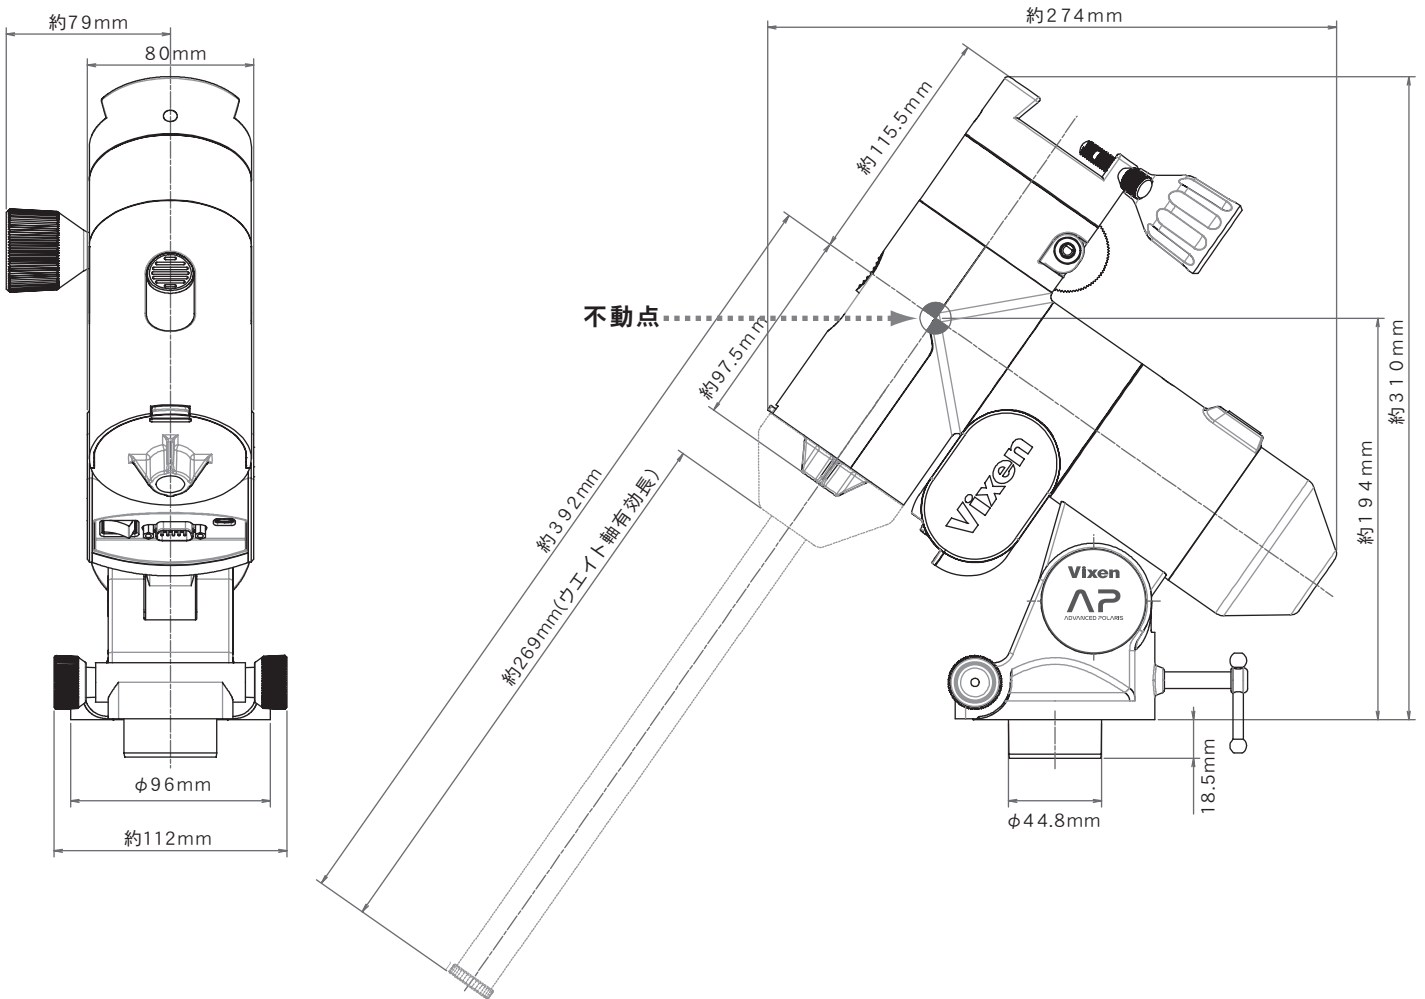 約79mm
80mm
約274mm
約115.5mm
不動点
約97.5mm
約392mm
約269mm(ウエイト軸有効長)
約310mm
約194mm
Vixen
Vixen
AP
ADVANCED POLARIS
18.5mm
φ44.8mm
φ96mm
約112mm